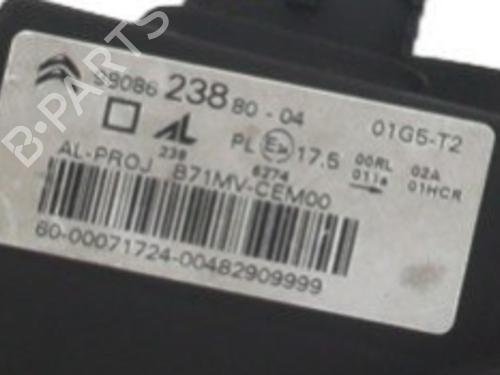 B-PARTS
S9086 238 80 - 04
01G5-T2
AL
238
PL E 17.5
6274
00RL 02A
011a 01HCR
AL-PROJ B71MV-CEM00
80-00071724-00482909999